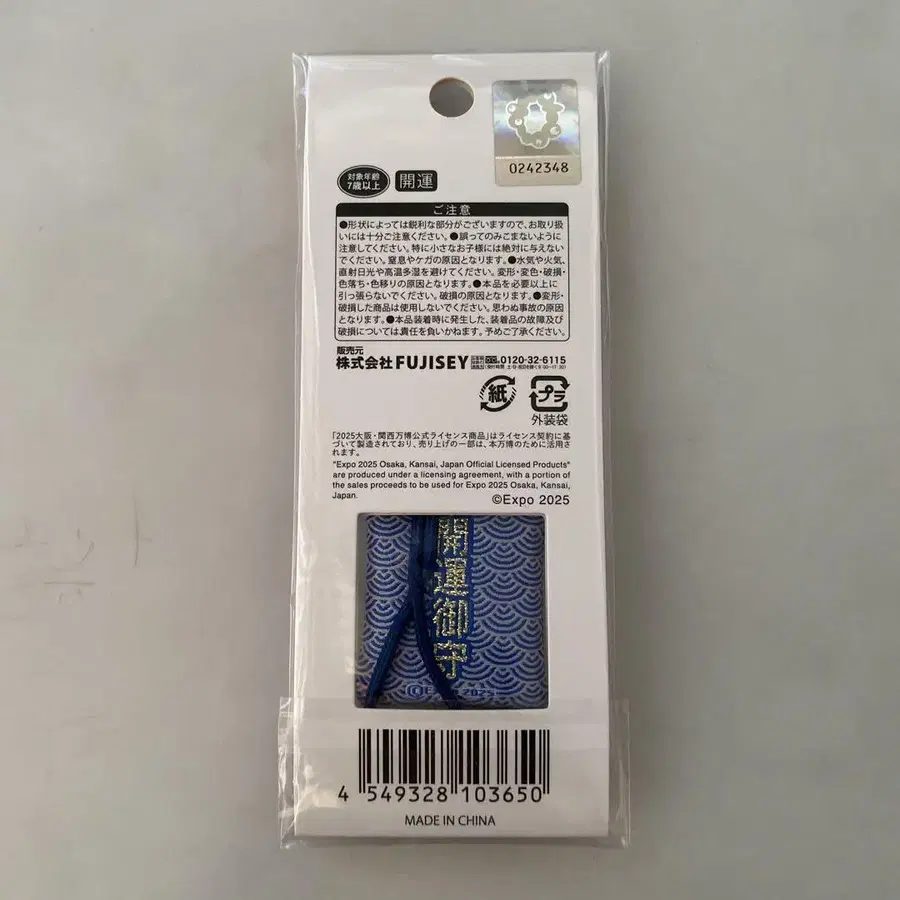 0242348
対象年齢
7歳以上
開運
ご注意
●形状によっては鋭利な部分がございますので、お取り扱
いには十分ご注意ください。●誤ってのみこまないように
注意してください。特に小さなお子様には絶対に与えない
でください。窒息やケガの原因となります。●水気や火気、
直射日光や高温多湿を避けてください。変形・変色・破損・
色落ち・色移りの原因となります。●本品を必要以上に
引っ張らないでください。破損の原因となります。●変形・
破損した商品は使用しないでください。思わぬ事故の原因
となります。●本品装着時に発生した、装着品の故障及び
破損については責任を負いかねます。予めご了承ください。
販売元
株式会社FUJISEY
0120-32-6115
紙
プラ
外装袋
「2025大阪・関西万博公式ライセンス商品」はライセンス契約に基
づいて製造されており、売り上げの一部は、本万博のために活用さ
れます。
"Expo 2025 Osaka, Kansai, Japan Official Licensed Products"
are produced under a licensing agreement, with a portion of
the sales proceeds to be used for Expo 2025 Osaka, Kansai,
Japan.
©Expo 2025
開運御守
©Expo 2025
4 549328 103650
MADE IN CHINA